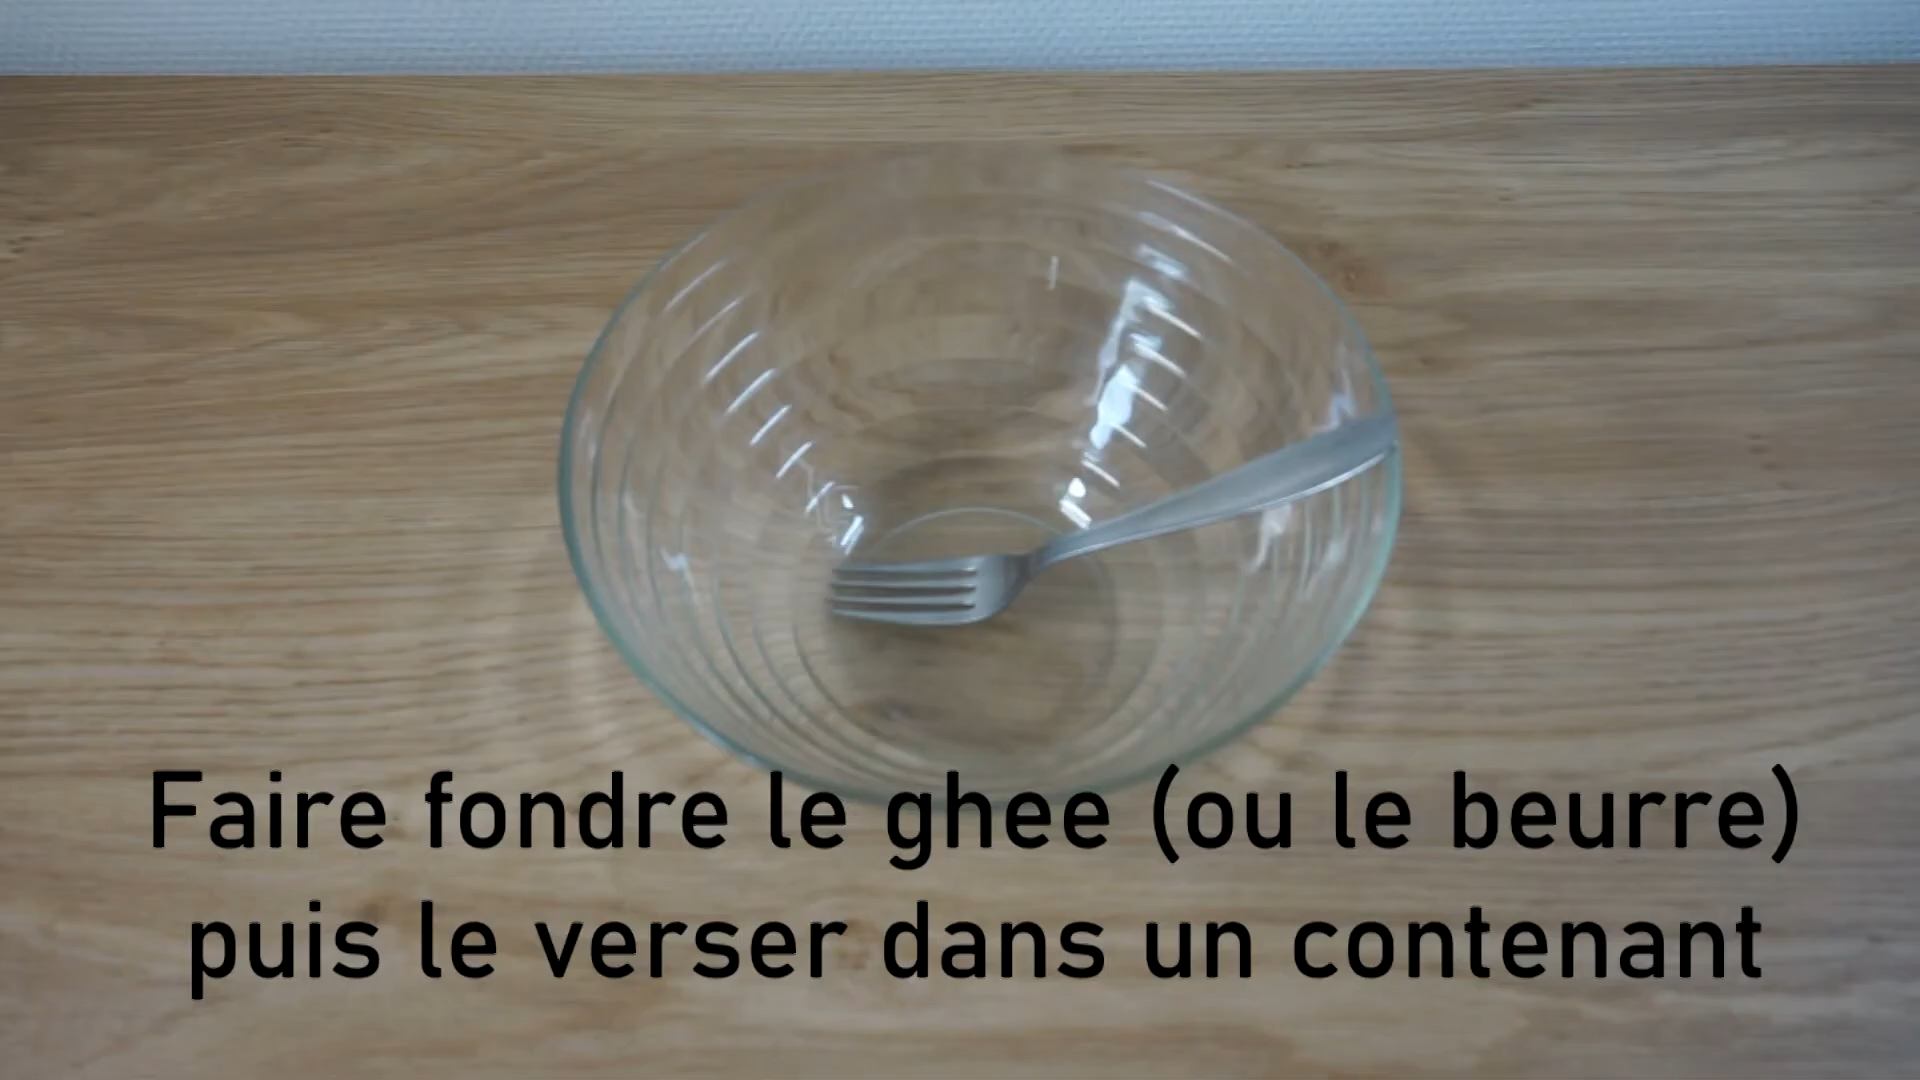 Faire fondre le ghee (ou le beurre)
puis le verser dans un contenant